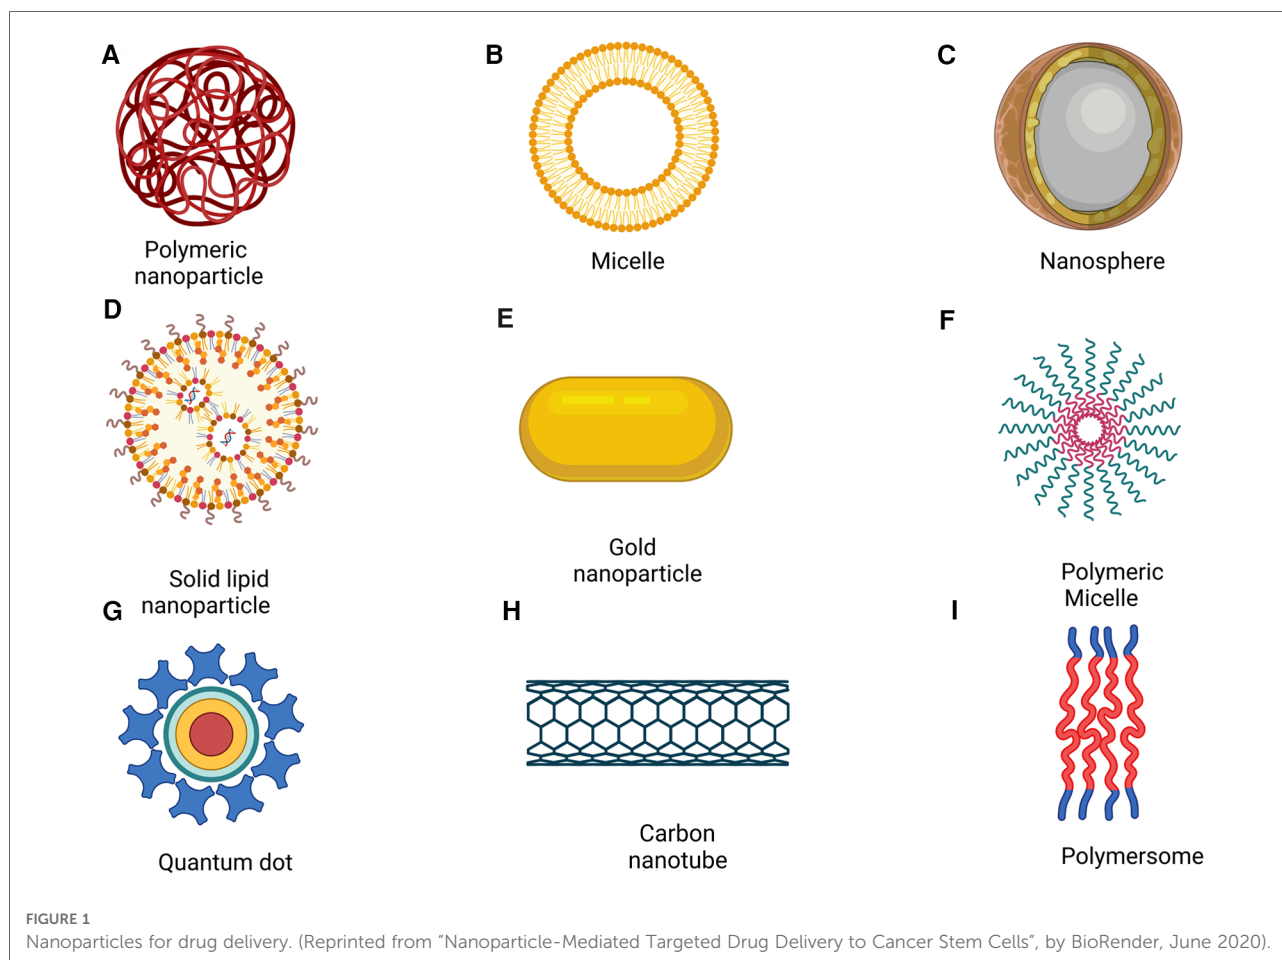 A
B
C
Polymeric
nanoparticle
Micelle
Nanosphere
D
E
F
Solid lipid
nanoparticle
Gold
nanoparticle
Polymeric
Micelle
G
H
I
Quantum dot
Carbon
nanotube
Polymersome
FIGURE 1
Nanoparticles for drug delivery. (Reprinted from “Nanoparticle-Mediated Targeted Drug Delivery to Cancer Stem Cells”, by BioRender, June 2020).